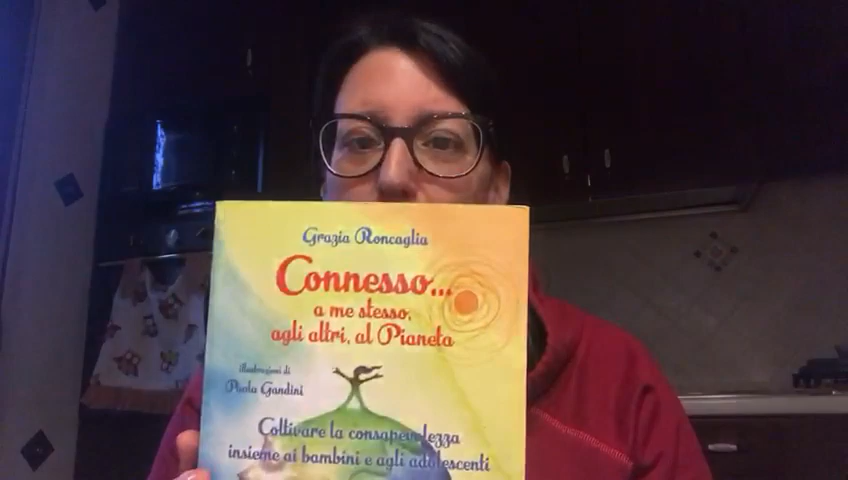 Grazia Roncaglia
Connesso...
a me stesso,
agli altri, al Pianeta
illustrazioni di
Paola Gandini
Coltivare la consapevolezza
insieme ai bambini e agli adolescenti